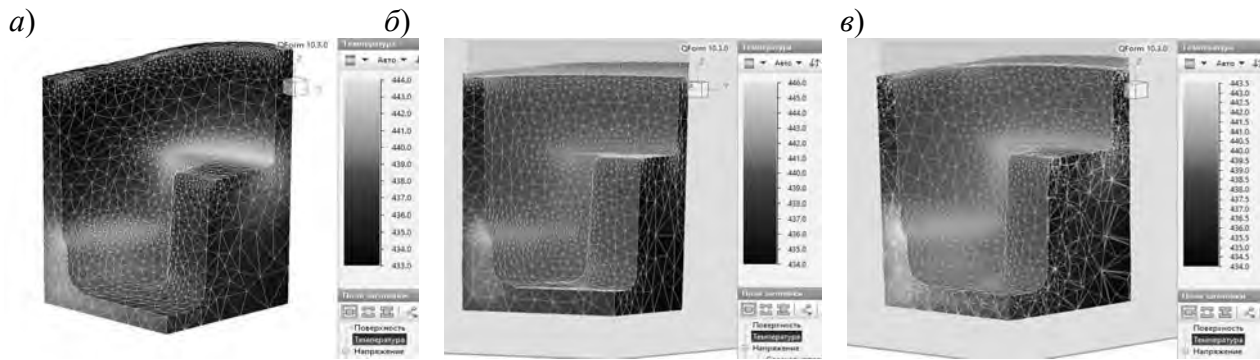 а)
QForm 10.3.0
Температура
Авто
444.0
443.0
442.0
441.0
440.0
439.0
438.0
437.0
436.0
435.0
434.0
433.0
Поверхность
Температура
Напряжение
б)
QForm 10.3.0
Температура
Авто
446.0
445.0
444.0
443.0
442.0
441.0
440.0
439.0
438.0
437.0
436.0
435.0
434.0
Поверхность
Температура
Напряжение
в)
QForm 10.3.0
Температура
Авто
443.5
443.0
442.5
442.0
441.5
441.0
440.5
440.0
439.5
439.0
438.5
438.0
437.5
437.0
436.5
436.0
435.5
435.0
434.5
434.0
Поверхность
Температура
Напряжение